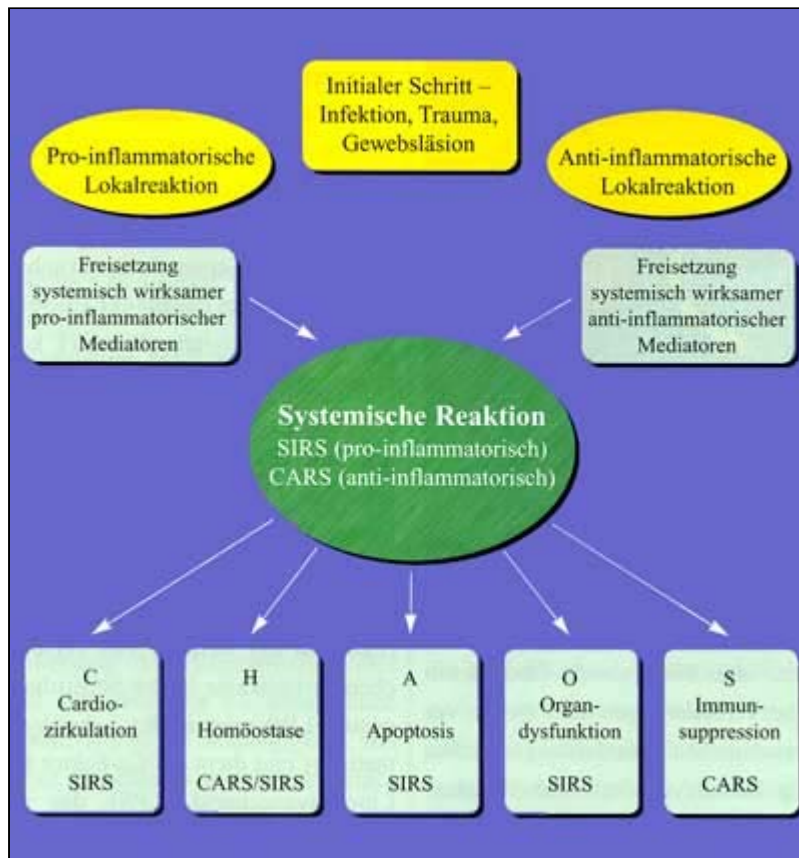 Initialer Schritt –
Infektion, Trauma,
Gewebsläsion
Pro-inflammatorische
Lokalreaktion
Anti-inflammatorische
Lokalreaktion
Freisetzung
systemisch wirksamer
pro-inflammatorischer
Mediatoren
Freisetzung
systemisch wirksamer
anti-inflammatorischer
Mediatoren
Systemische Reaktion
SIRS (pro-inflammatorisch)
CARS (anti-inflammatorisch)
C
Cardio-
zirkulation
SIRS
H
Homöostase
CARS/SIRS
A
Apoptosis
SIRS
O
Organ-
dysfunktion
SIRS
S
Immun-
suppression
CARS